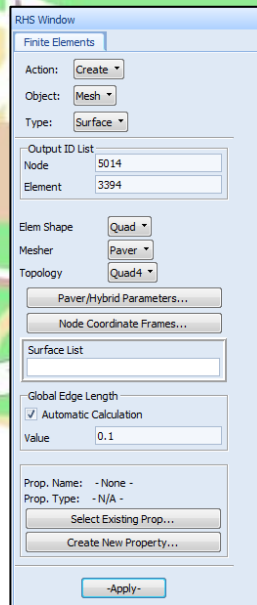 RHS Window
Finite Elements
Action: Create
Object: Mesh
Type: Surface
Output ID List
Node 5014
Element 3394
Elem Shape Quad
Mesher Paver
Topology Quad4
Paver/Hybrid Parameters...
Node Coordinate Frames...
Surface List
Global Edge Length
Automatic Calculation
Value 0.1
Prop. Name: - None -
Prop. Type: - N/A -
Select Existing Prop...
Create New Property...
-Apply-